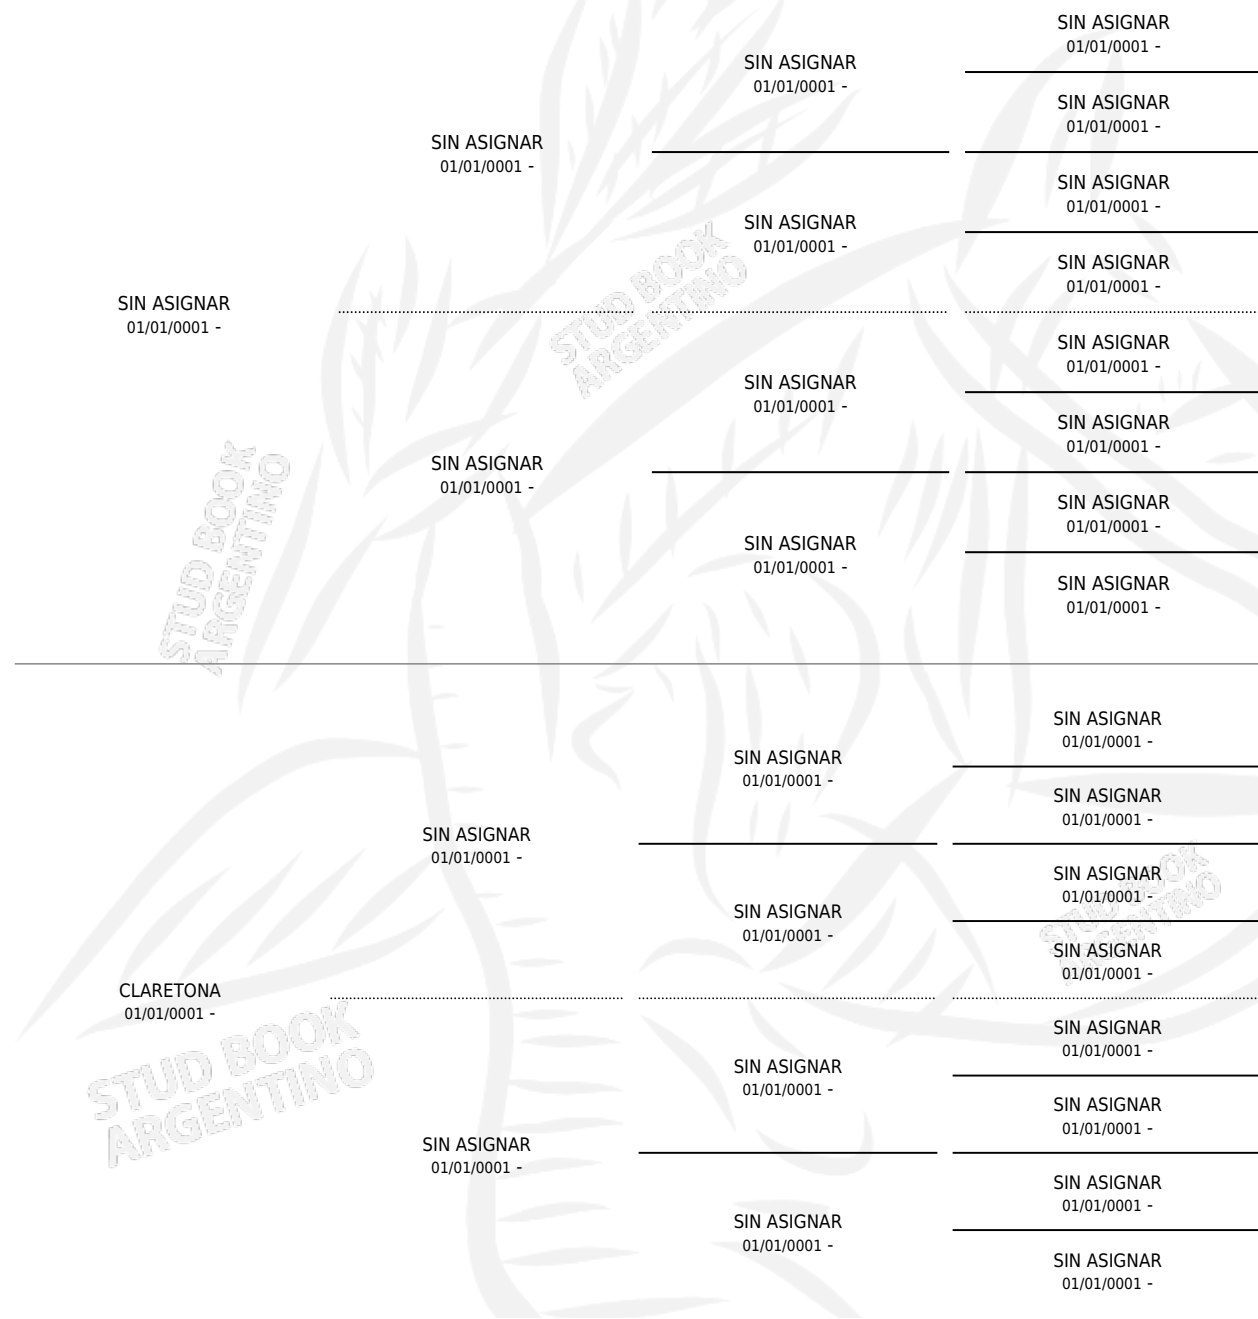 SIN ASIGNAR
01/01/0001 -
SIN ASIGNAR
01/01/0001 -
SIN ASIGNAR
01/01/0001 -
SIN ASIGNAR
01/01/0001 -
SIN ASIGNAR
01/01/0001 -
SIN ASIGNAR
01/01/0001 -
SIN ASIGNAR
01/01/0001 -
STUD BOOK
ARGENTINO
SIN ASIGNAR
01/01/0001 -
SIN ASIGNAR
01/01/0001 -
SIN ASIGNAR
01/01/0001 -
SIN ASIGNAR
01/01/0001 -
SIN ASIGNAR
01/01/0001 -
SIN ASIGNAR
01/01/0001 -
STUD BOOK
ARGENTINO
SIN ASIGNAR
01/01/0001 -
SIN ASIGNAR
01/01/0001 -
SIN ASIGNAR
01/01/0001 -
SIN ASIGNAR
01/01/0001 -
SIN ASIGNAR
01/01/0001 -
SIN ASIGNAR
01/01/0001 -
SIN ASIGNAR
01/01/0001 -
SIN ASIGNAR
01/01/0001 -
SIN ASIGNAR
01/01/0001 -
STUD BOOK
ARGENTINO
SIN ASIGNAR
01/01/0001 -
SIN ASIGNAR
01/01/0001 -
CLARETONA
01/01/0001 -
STUD BOOK
ARGENTINO
SIN ASIGNAR
01/01/0001 -
SIN ASIGNAR
01/01/0001 -
SIN ASIGNAR
01/01/0001 -
SIN ASIGNAR
01/01/0001 -
SIN ASIGNAR
01/01/0001 -
SIN ASIGNAR
01/01/0001 -
SIN ASIGNAR
01/01/0001 -